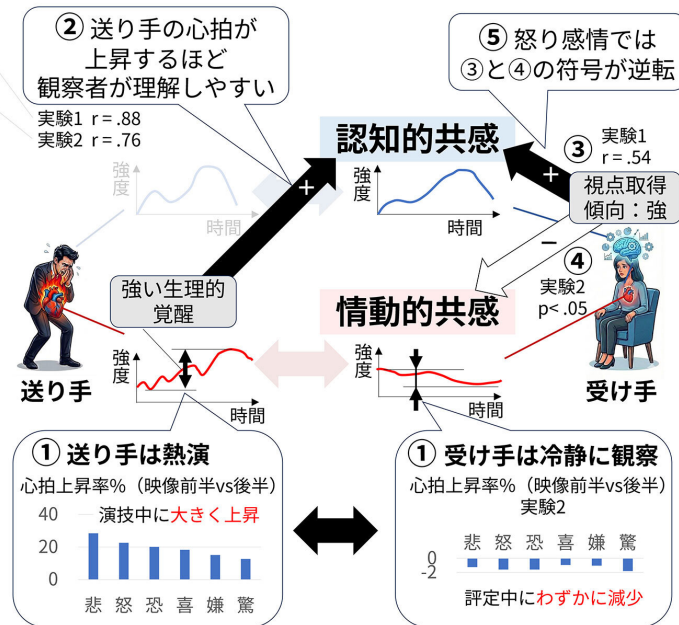 ② 送り手の心拍が
上昇するほど
観察者が理解しやすい
実験1 r = .88
実験2 r = .76
⑤ 怒り感情では
③と④の符号が逆転
認知的共感
③
実験1
r = .54
+
+
強度
時間
強度
時間
視点取得
傾向：強
−
④
実験2
p< .05
強い生理的
覚醒
情動的共感
送り手
強度
時間
強度
時間
受け手
① 送り手は熱演
心拍上昇率%（映像前半vs後半）
演技中に大きく上昇
40
20
0
悲 怒 恐 喜 嫌 驚
① 受け手は冷静に観察
心拍上昇率%（映像前半vs後半）
実験2
悲 怒 恐 喜 嫌 驚
0
-2
評定中にわずかに減少